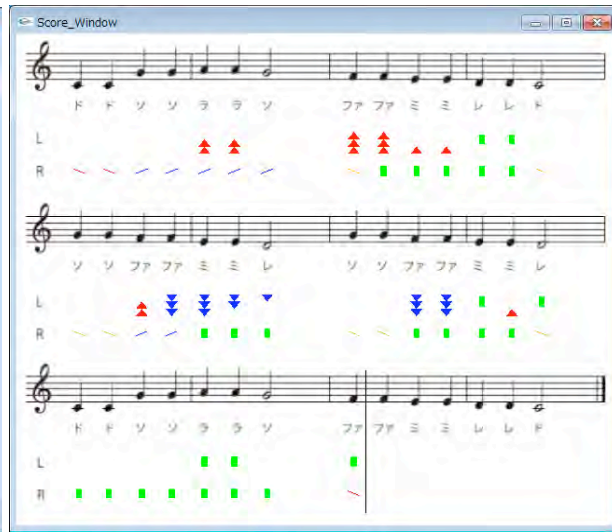 Score_Window
ド ド ソ ソ ラ ラ ソ ファ ファ ミ ミ レ レ ド
L
R
ソ ソ ファ ファ ミ ミ レ ソ ソ ファ ファ ミ ミ レ
L
R
ド ド ソ ソ ラ ラ ソ ファ ファ ミ ミ レ レ ド
L
R